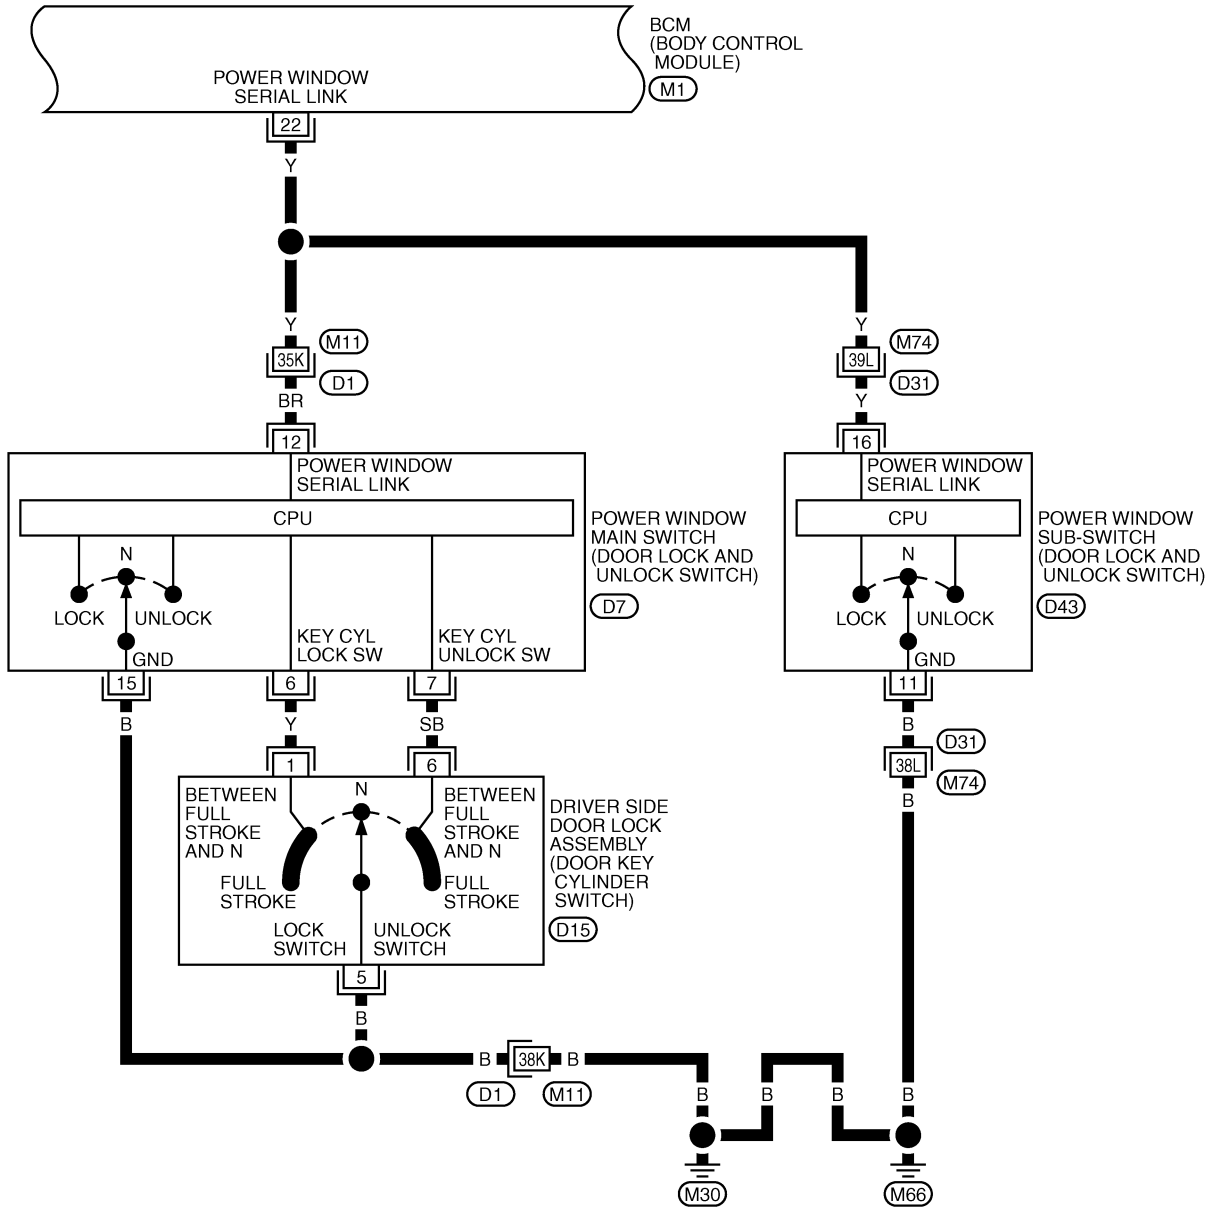 BCM
(BODY CONTROL
MODULE)
M1
POWER WINDOW
SERIAL LINK
22
Y
Y
M11
35K
D1
BR
12
Y
M74
39L
D31
Y
16
POWER WINDOW
SERIAL LINK
CPU
N
LOCK
UNLOCK
GND
KEY CYL
LOCK SW
KEY CYL
UNLOCK SW
POWER WINDOW
MAIN SWITCH
(DOOR LOCK AND
UNLOCK SWITCH)
D7
POWER WINDOW
SERIAL LINK
CPU
N
LOCK
UNLOCK
GND
POWER WINDOW
SUB-SWITCH
(DOOR LOCK AND
UNLOCK SWITCH)
D43
15
6
7
11
B
Y
SB
B
1
6
D31
38L
M74
B
BETWEEN
FULL
STROKE
AND N
FULL
STROKE
N
BETWEEN
FULL
STROKE
AND N
FULL
STROKE
LOCK
SWITCH
UNLOCK
SWITCH
DRIVER SIDE
DOOR LOCK
ASSEMBLY
(DOOR KEY
CYLINDER
SWITCH)
D15
5
B
B
38K
B
D1
M11
B
B
B
B
M30
M66